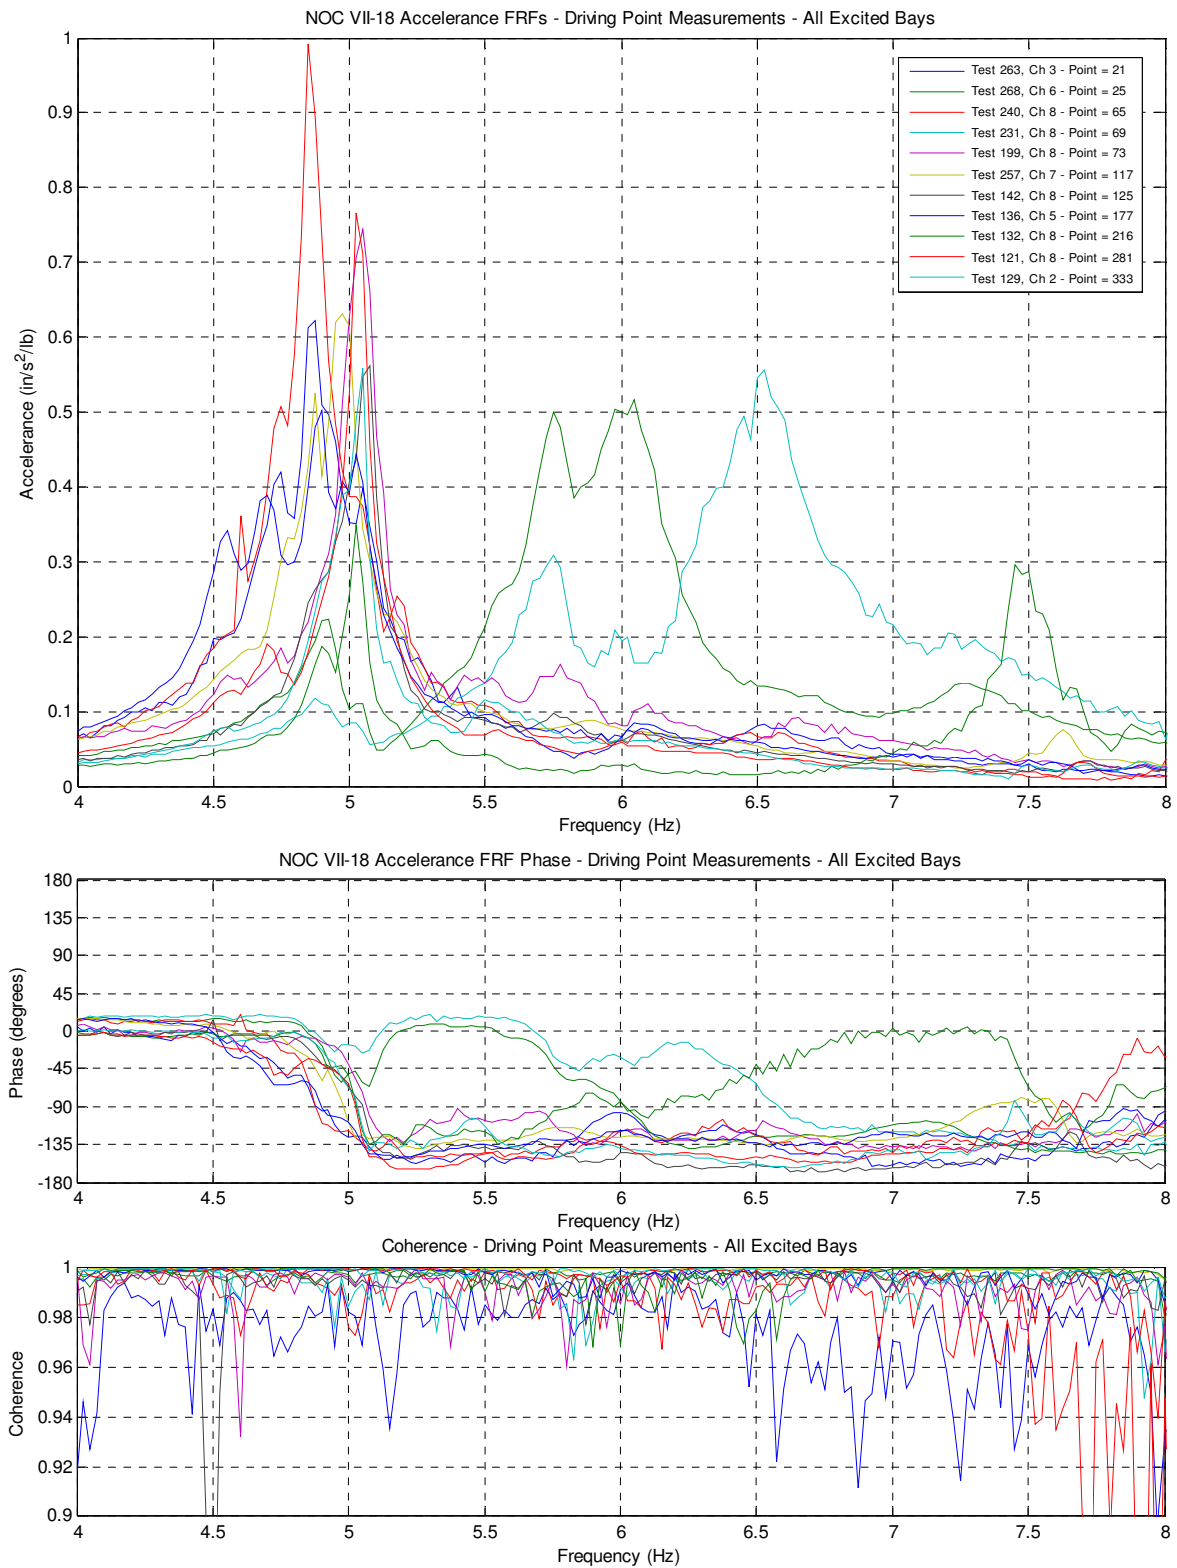 NOC VII-18 Accelerance FRFs - Driving Point Measurements - All Excited Bays
1
0.9
0.8
0.7
0.6
0.5
0.4
0.3
0.2
0.1
0
Accelerance (in/s²/lb)
Test 263, Ch 3 - Point = 21
Test 268, Ch 6 - Point = 25
Test 240, Ch 8 - Point = 65
Test 231, Ch 8 - Point = 69
Test 199, Ch 8 - Point = 73
Test 257, Ch 7 - Point = 117
Test 142, Ch 8 - Point = 125
Test 136, Ch 5 - Point = 177
Test 132, Ch 8 - Point = 216
Test 121, Ch 8 - Point = 281
Test 129, Ch 2 - Point = 333
4 4.5 5 5.5 6 6.5 7 7.5 8
Frequency (Hz)
NOC VII-18 Accelerance FRF Phase - Driving Point Measurements - All Excited Bays
180
135
90
45
0
-45
-90
-135
-180
Phase (degrees)
4 4.5 5 5.5 6 6.5 7 7.5 8
Frequency (Hz)
Coherence - Driving Point Measurements - All Excited Bays
1
0.98
0.96
0.94
0.92
0.9
Coherence
4 4.5 5 5.5 6 6.5 7 7.5 8
Frequency (Hz)